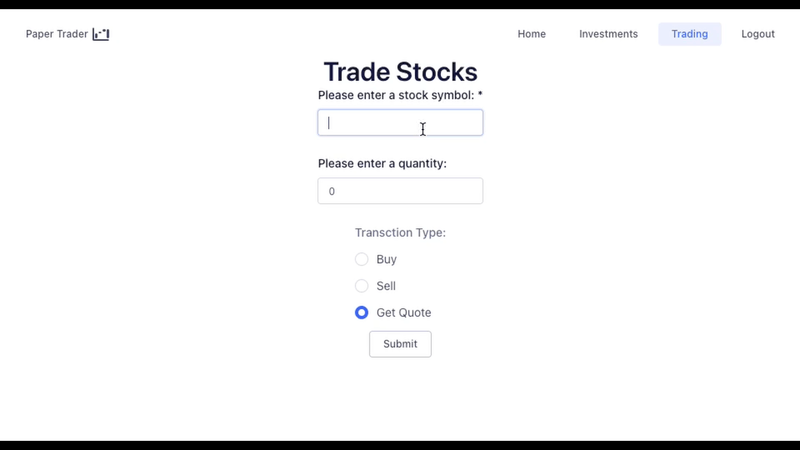 Paper Trader
Home Investments Trading Logout
Trade Stocks
Please enter a stock symbol: *
Please enter a quantity:
0
Transction Type:
Buy
Sell
Get Quote
Submit